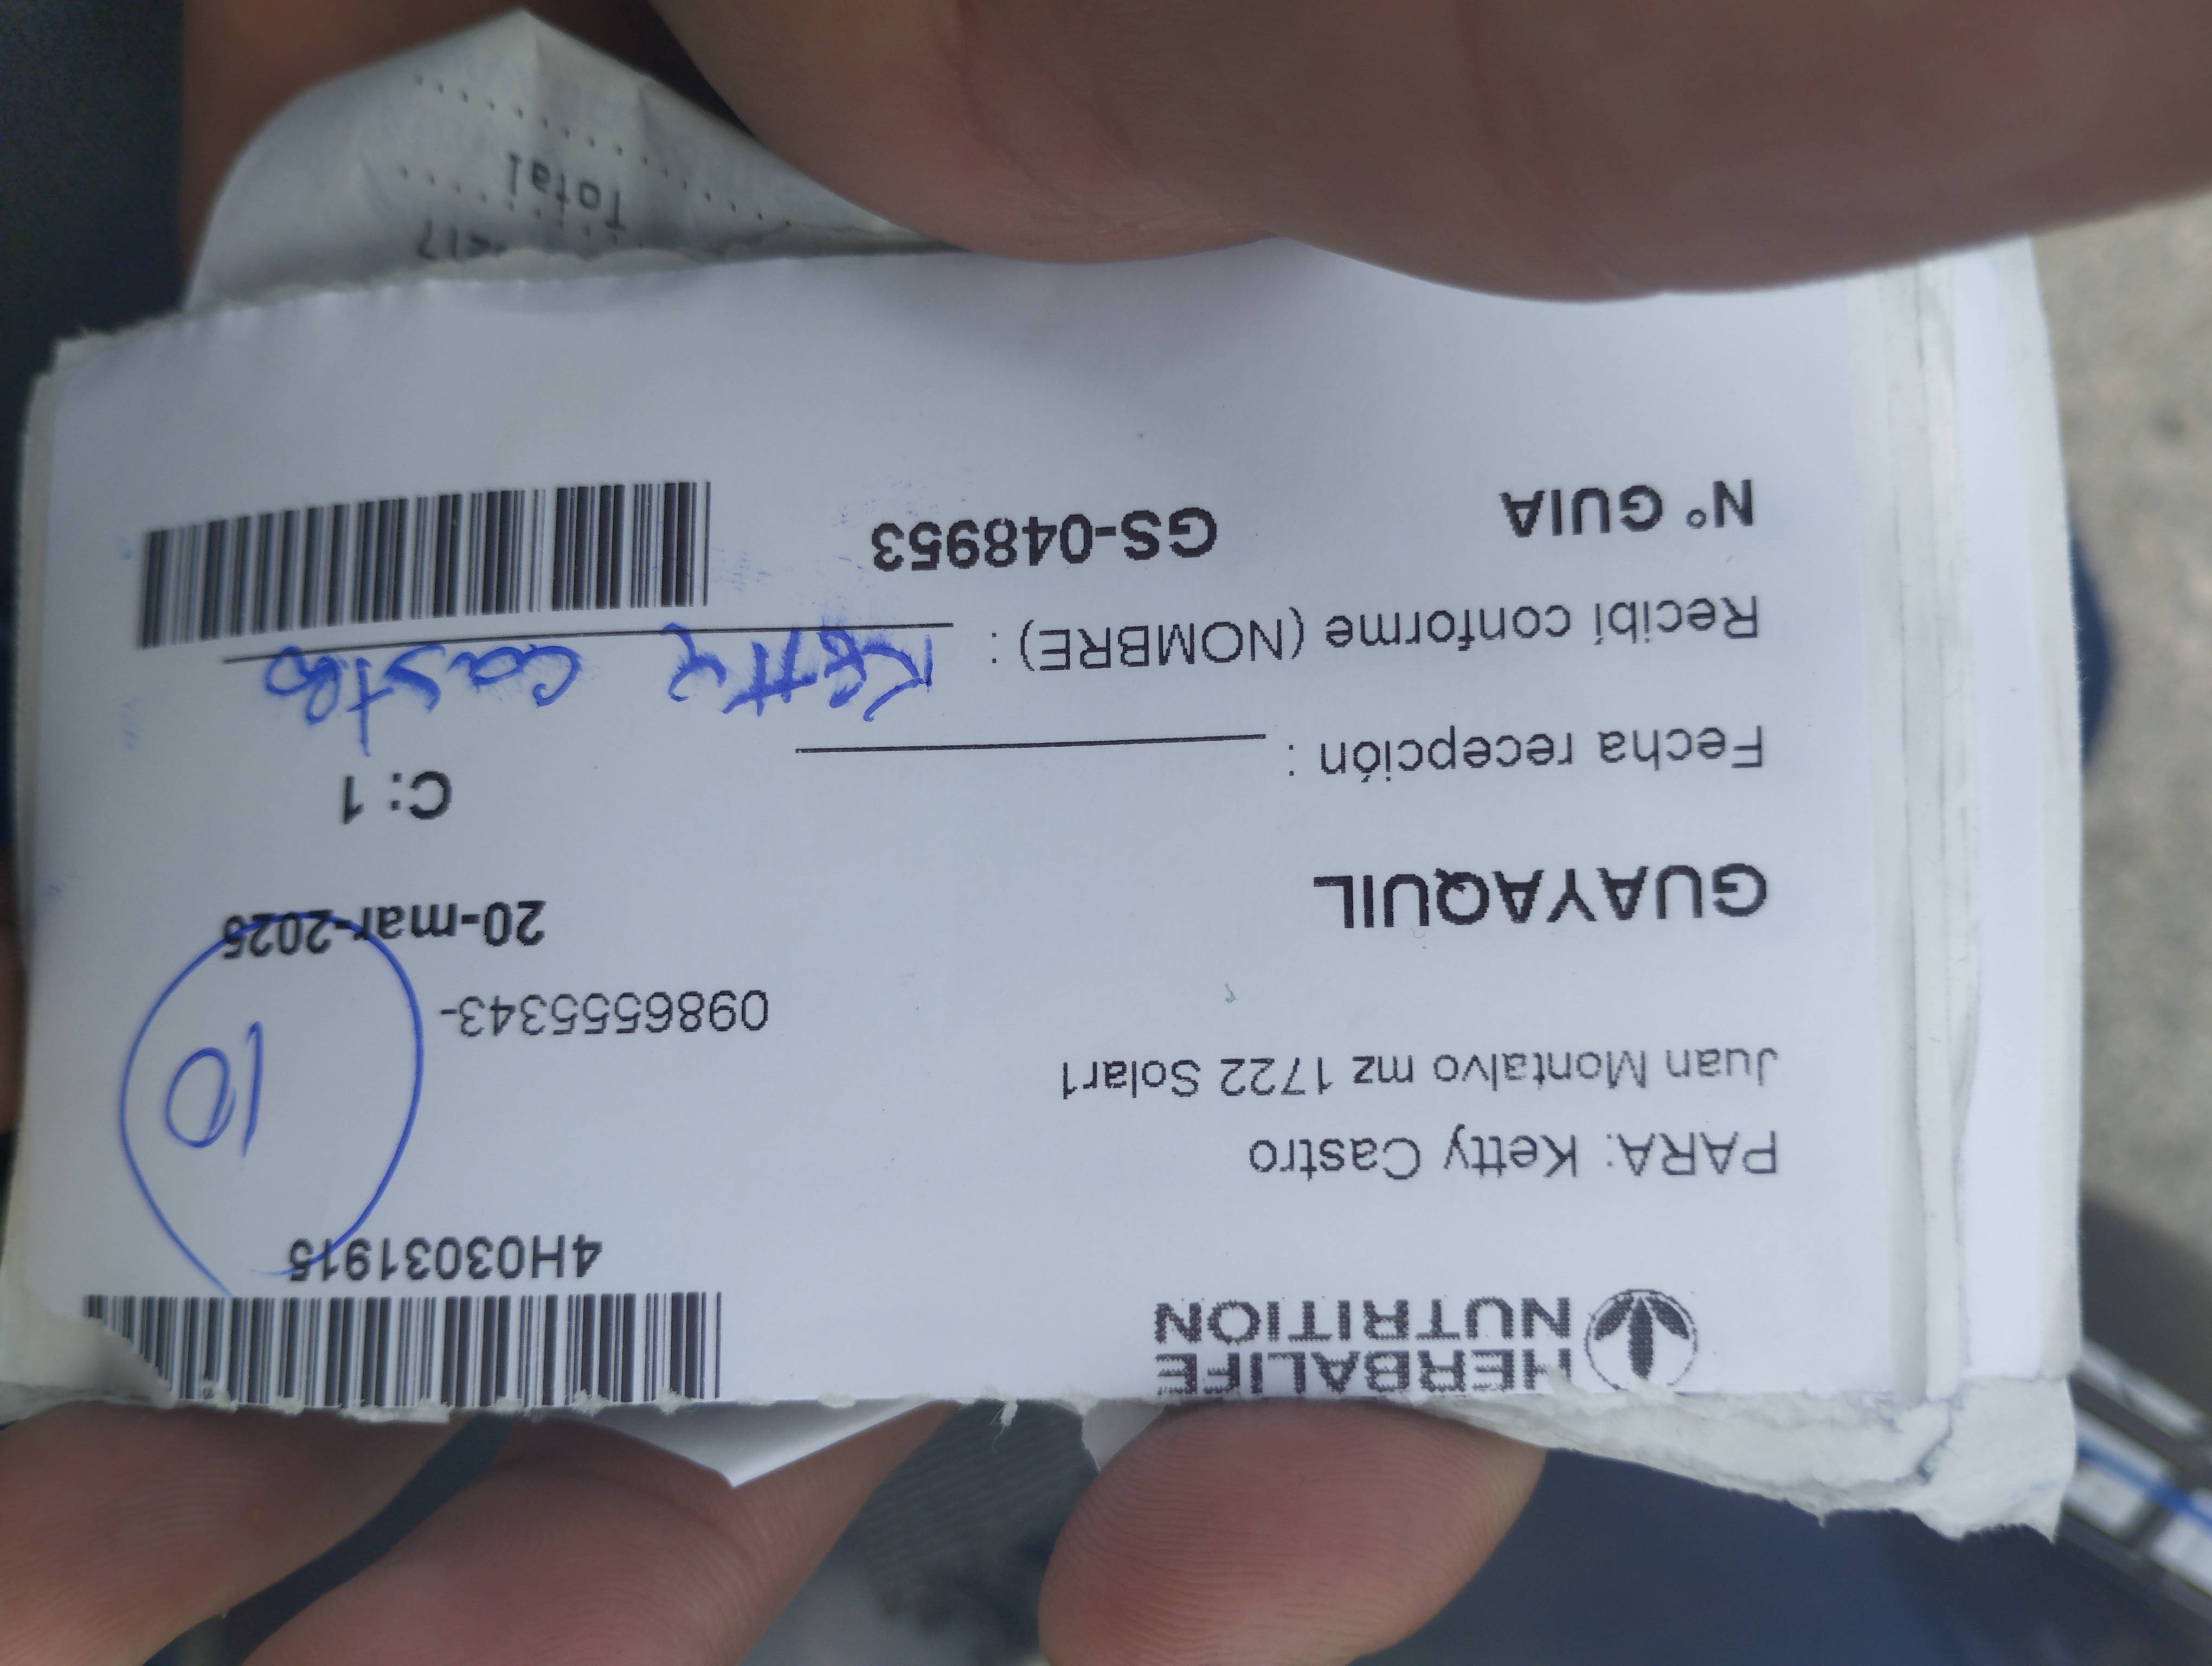 HERBALIFE
NUTRITION
4H03031915
PARA: Ketty Castro
Juan Montalvo mz 1722 Solar1
10
0986555343-
GUAYAQUIL
20-mar-2025
C: 1
Fecha recepción :
Recibí conforme (NOMBRE) : Ketty Castro
N° GUIA GS-048953
Total